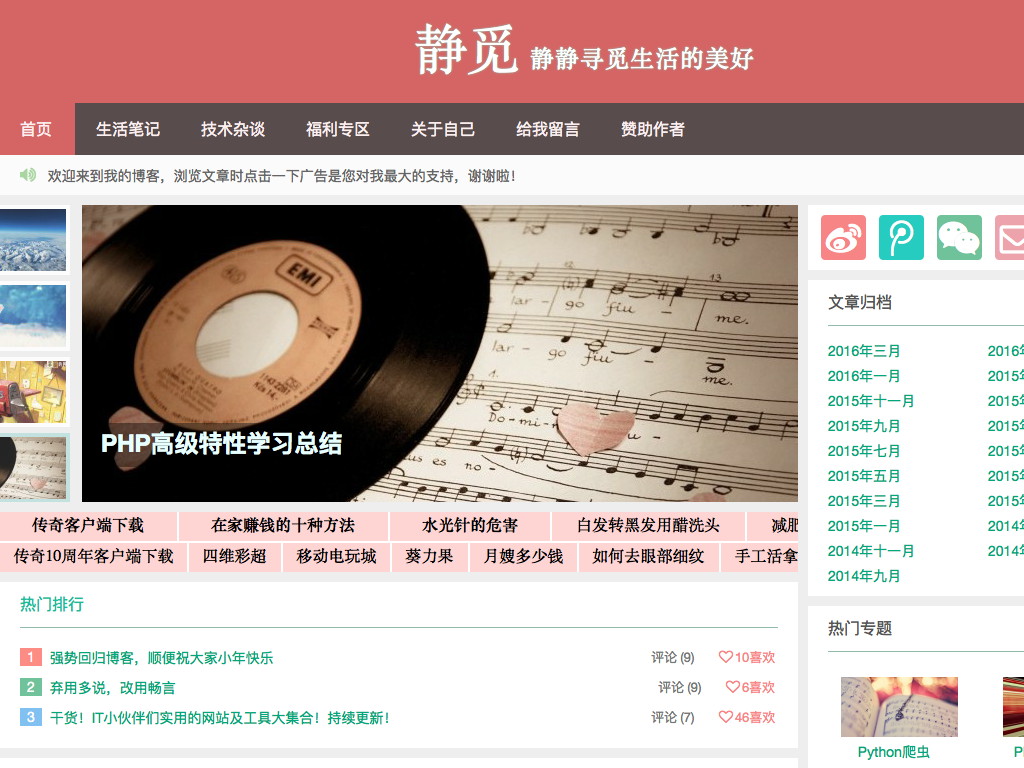 静觅 静静寻觅生活的美好
首页 生活笔记 技术杂谈 福利专区 关于自己 给我留言 赞助作者
欢迎来到我的博客，浏览文章时点击一下广告是您对我最大的支持，谢谢啦！
EMI
13
lar - go fiu me.
lar - go fiu me.
Do-mi-
u -
us es no-
PHP高级特性学习总结
传奇客户端下载 在家赚钱的十种方法 水光针的危害 白发转黑发用醋洗头 减肥
传奇10周年客户端下载 四维彩超 移动电玩城 葵力果 月嫂多少钱 如何去眼部细纹 手工活拿
热门排行
1 强势回归博客，顺便祝大家小年快乐 评论 (9) 10喜欢
2 弃用多说，改用畅言 评论 (9) 6喜欢
3 干货！IT小伙伴们实用的网站及工具大集合！持续更新！ 评论 (7) 46喜欢
文章归档
2016年三月 2016年
2016年一月 2015年
2015年十一月 2015年
2015年九月 2015年
2015年七月 2015年
2015年五月 2015年
2015年三月 2015年
2015年一月 2014年
2014年十一月 2014年
2014年九月
热门专题
Python爬虫